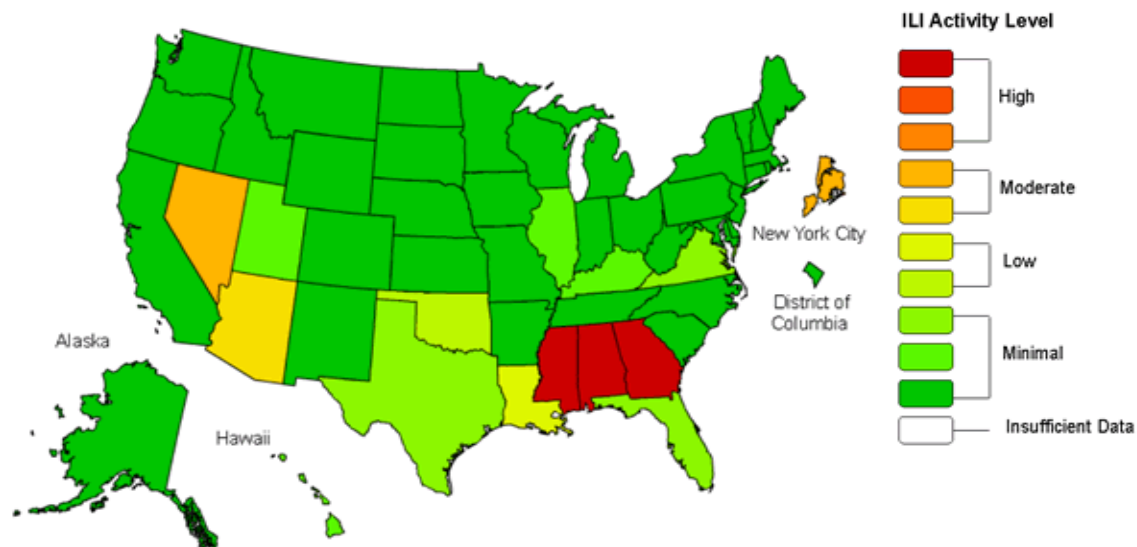 ILI Activity Level
High
Moderate
New York City
Low
District of
Columbia
Alaska
Minimal
Hawaii
Insufficient Data